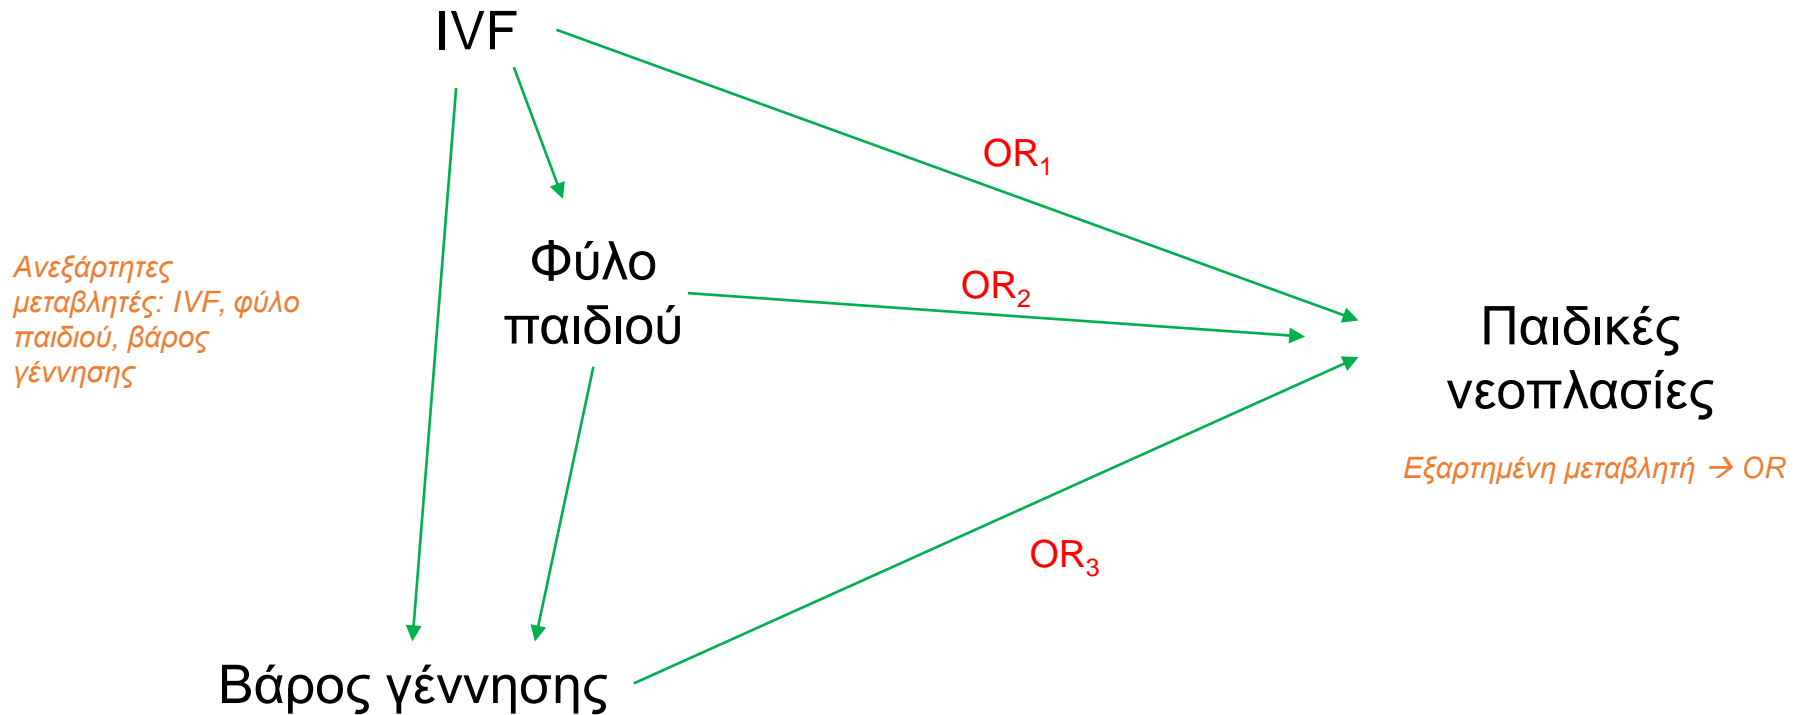 IVF
OR₁
Φύλο
παιδιού
OR₂
Ανεξάρτητες
μεταβλητές: IVF, φύλο
παιδιού, βάρος
γέννησης
Παιδικές
νεοπλασίες
Εξαρτημένη μεταβλητή → OR
OR₃
Βάρος γέννησης